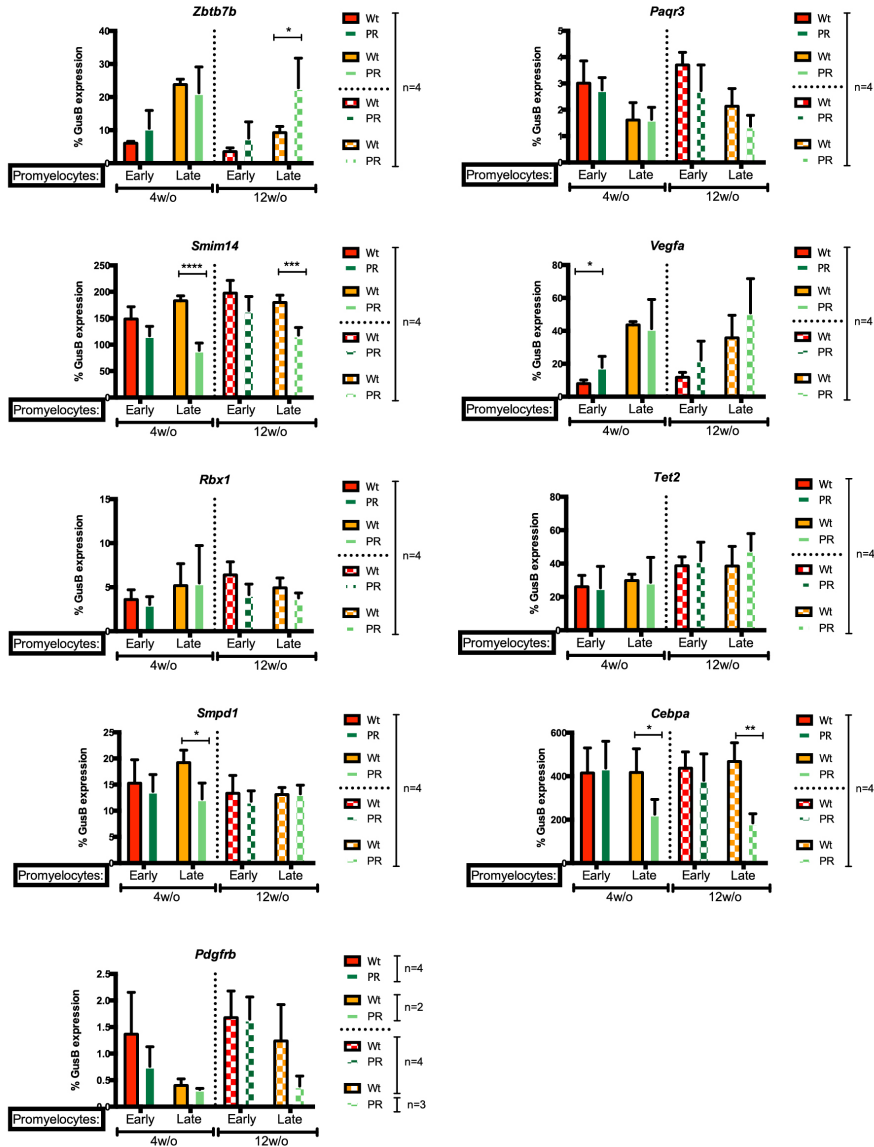 Zbtb7b
% GusB expression
40
30
20
10
0
*
Promyelocytes:
Early Late Early Late
4w/o 12w/o
Wt
PR
Wt
PR
Wt
PR
Wt
PR
n=4
Paqr3
% GusB expression
5
4
3
2
1
0
Promyelocytes:
Early Late Early Late
4w/o 12w/o
Wt
PR
Wt
PR
Wt
PR
Wt
PR
n=4
Smim14
% GusB expression
250
200
150
100
50
0
**** ***
Promyelocytes:
Early Late Early Late
4w/o 12w/o
Wt
PR
Wt
PR
Wt
PR
Wt
PR
n=4
Vegfa
% GusB expression
80
60
40
20
0
*
Promyelocytes:
Early Late Early Late
4w/o 12w/o
Wt
PR
Wt
PR
Wt
PR
Wt
PR
n=4
Rbx1
% GusB expression
15
10
5
0
Promyelocytes:
Early Late Early Late
4w/o 12w/o
Wt
PR
Wt
PR
Wt
PR
Wt
PR
n=4
Tet2
% GusB expression
80
60
40
20
0
Promyelocytes:
Early Late Early Late
4w/o 12w/o
Wt
PR
Wt
PR
Wt
PR
Wt
PR
n=4
Smpd1
% GusB expression
25
20
15
10
5
0
*
Promyelocytes:
Early Late Early Late
4w/o 12w/o
Wt
PR
Wt
PR
Wt
PR
Wt
PR
n=4
Cebpa
% GusB expression
600
400
200
0
* **
Promyelocytes:
Early Late Early Late
4w/o 12w/o
Wt
PR
Wt
PR
Wt
PR
Wt
PR
n=4
Pdgfrb
% GusB expression
2.5
2.0
1.5
1.0
0.5
0.0
Promyelocytes:
Early Late Early Late
4w/o 12w/o
Wt
PR
n=4
Wt
PR
n=2
Wt
PR
n=4
Wt
PR
n=3